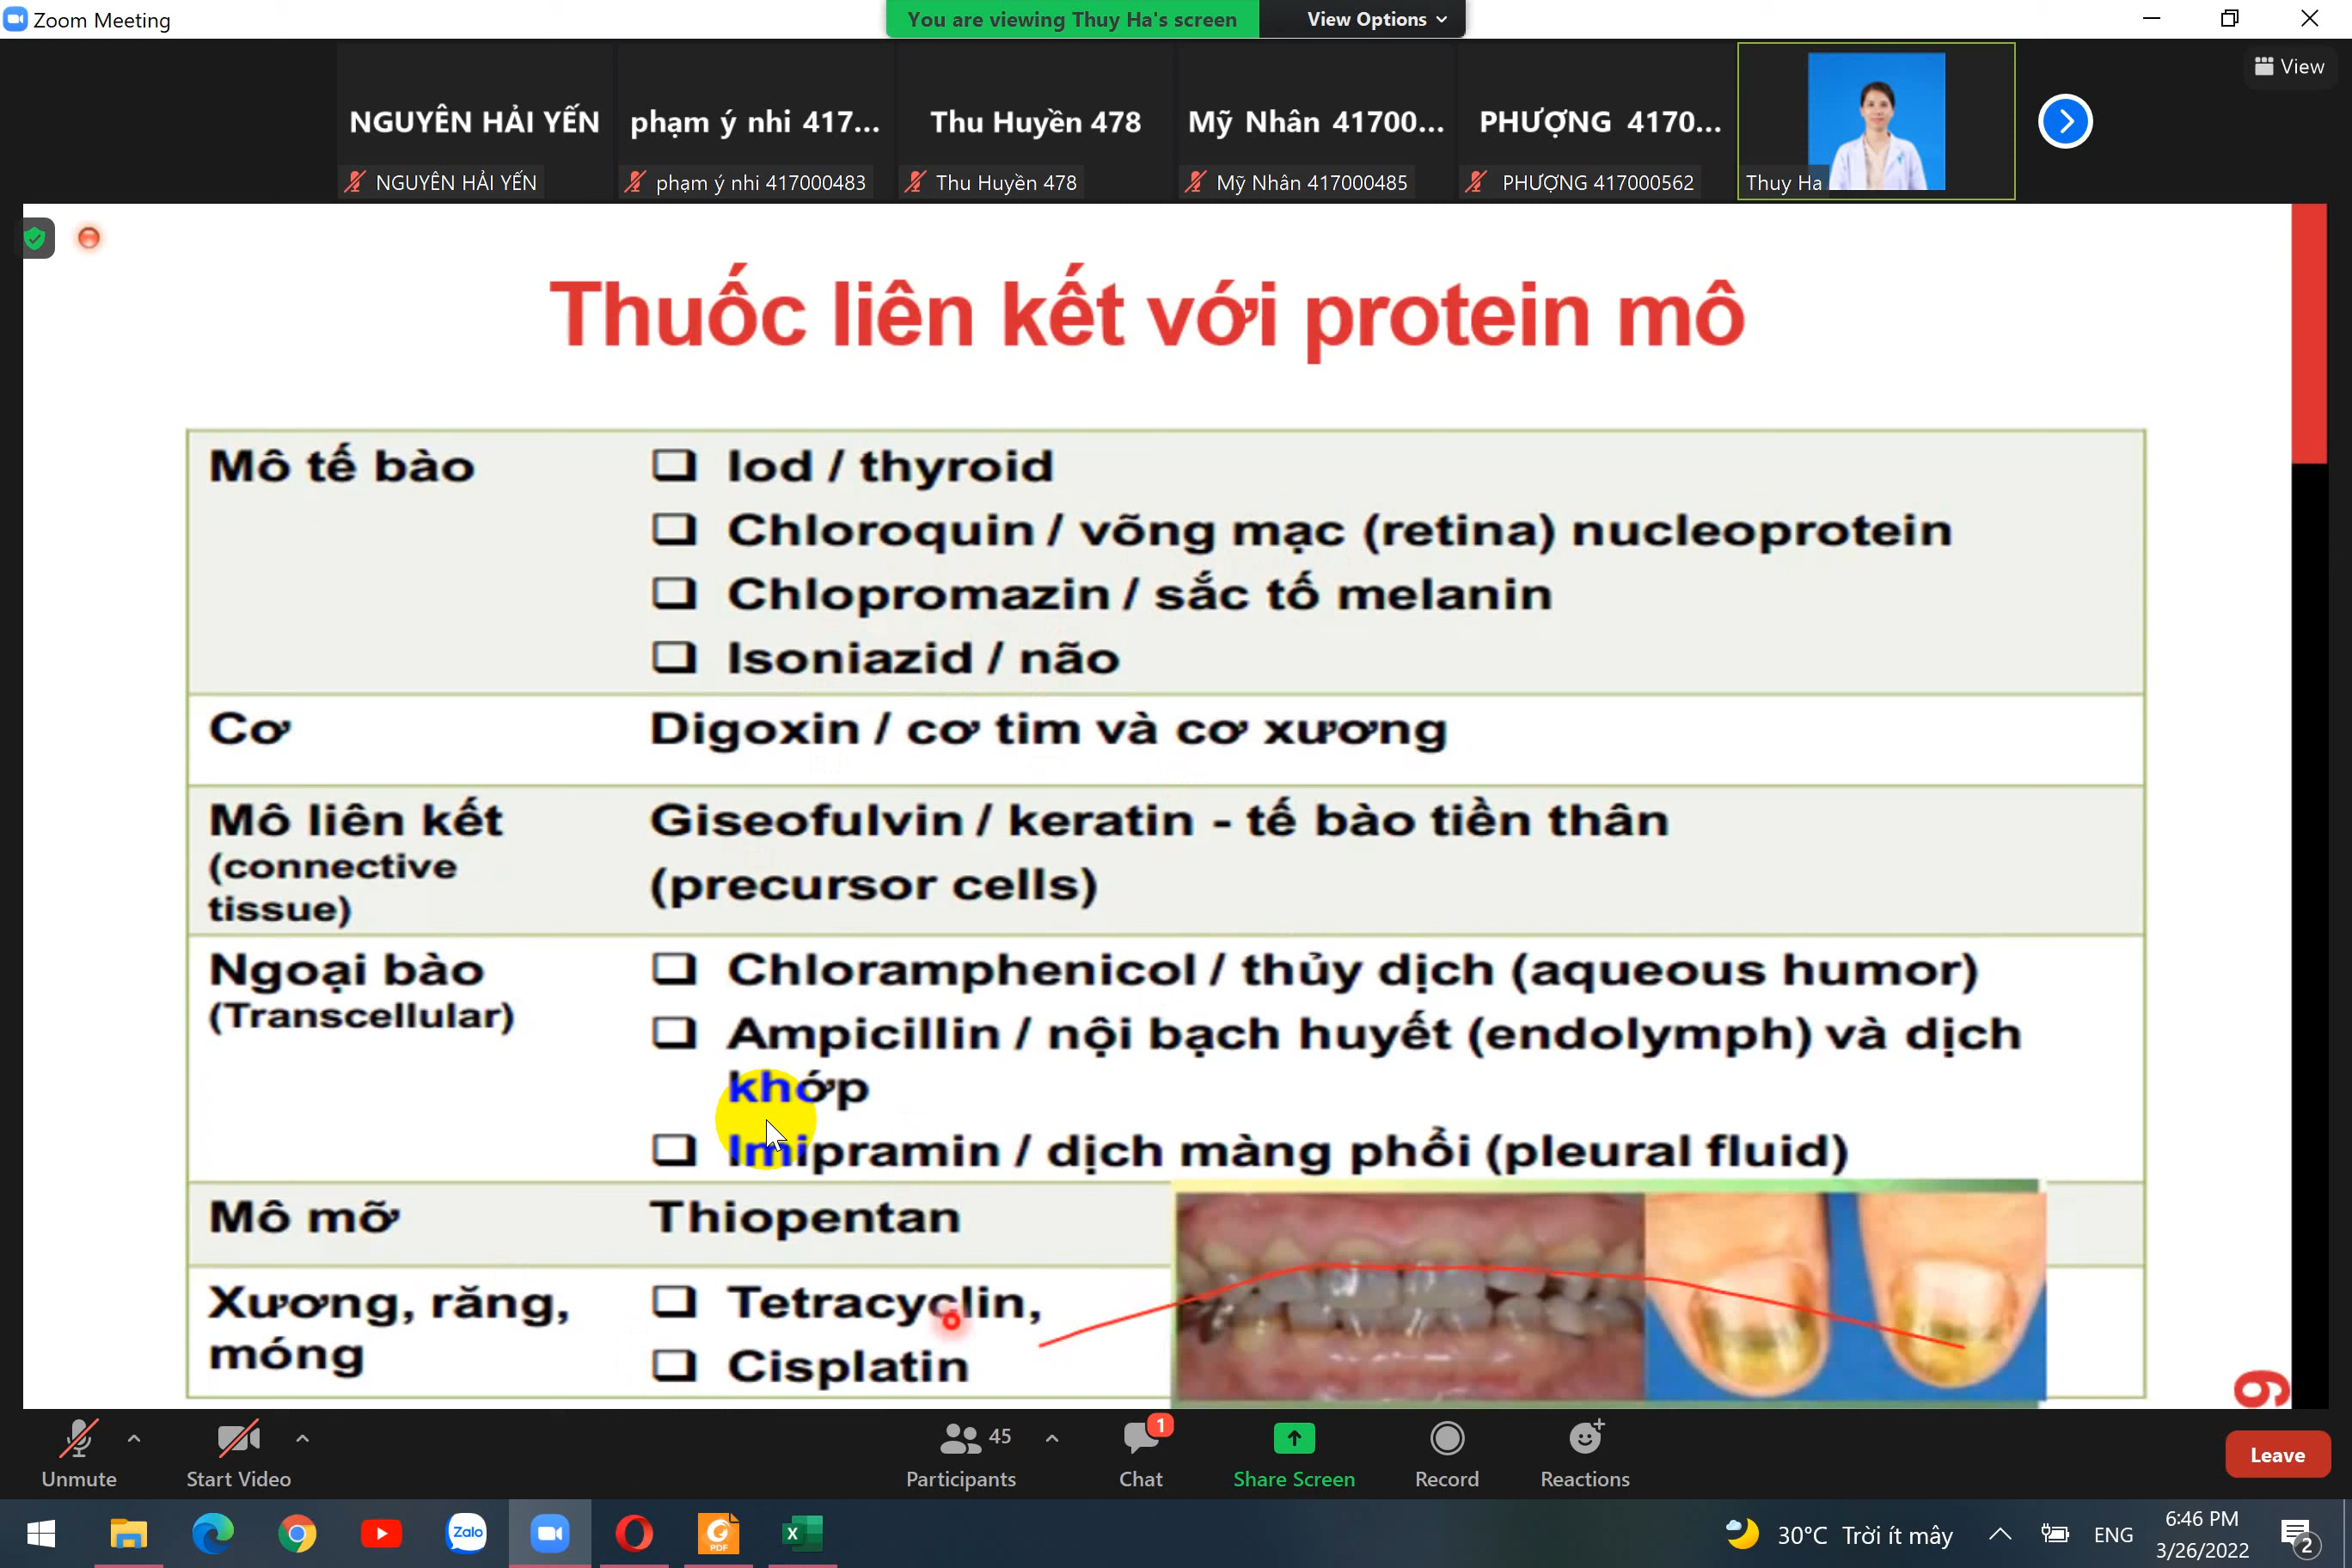 Zoom Meeting
You are viewing Thuy Ha's screen
View Options
View
NGUYÊN HẢI YẾN
phạm ý nhi 417...
Thu Huyền 478
Mỹ Nhân 41700...
PHƯỢNG 4170...
NGUYÊN HẢI YẾN
phạm ý nhi 417000483
Thu Huyền 478
Mỹ Nhân 417000485
PHƯỢNG 417000562
Thuy Ha
Thuốc liên kết với protein mô
Mô tế bào
Iod / thyroid
Chloroquin / võng mạc (retina) nucleoprotein
Chlopromazin / sắc tố melanin
Isoniazid / não
Cơ
Digoxin / cơ tim và cơ xương
Mô liên kết
(connective
tissue)
Giseofulvin / keratin - tế bào tiền thân
(precursor cells)
Ngoại bào
(Transcellular)
Chloramphenicol / thủy dịch (aqueous humor)
Ampicillin / nội bạch huyết (endolymph) và dịch
khớp
Imipramin / dịch màng phổi (pleural fluid)
Mô mỡ
Thiopentan
Xương, răng,
móng
Tetracyclin,
Cisplatin
9
Unmute
Start Video
45
Participants
1
Chat
Share Screen
Record
Reactions
Leave
Zalo
PDF
X
30°C Trời ít mây
ENG
6:46 PM
3/26/2022
2